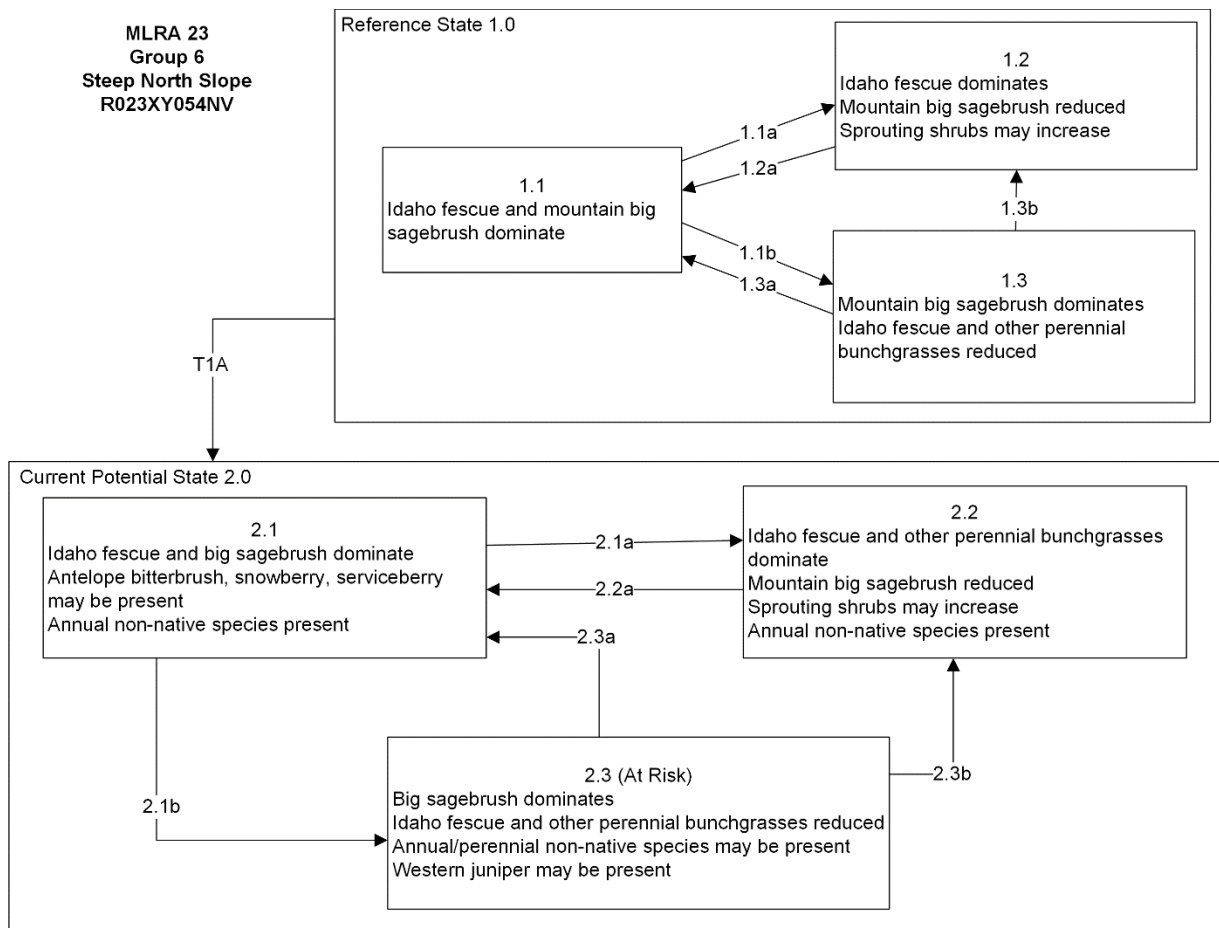 MLRA 23
Group 6
Steep North Slope
R023XY054NV
Reference State 1.0
1.2
Idaho fescue dominates
Mountain big sagebrush reduced
Sprouting shrubs may increase
1.1a
1.2a
1.1
Idaho fescue and mountain big
sagebrush dominate
1.3b
1.1b
1.3a
1.3
Mountain big sagebrush dominates
Idaho fescue and other perennial
bunchgrasses reduced
T1A
Current Potential State 2.0
2.1
Idaho fescue and big sagebrush dominate
Antelope bitterbrush, snowberry, serviceberry
may be present
Annual non-native species present
2.1a
2.2a
2.3a
2.2
Idaho fescue and other perennial bunchgrasses
dominate
Mountain big sagebrush reduced
Sprouting shrubs may increase
Annual non-native species present
2.1b
2.3 (At Risk)
Big sagebrush dominates
Idaho fescue and other perennial bunchgrasses reduced
Annual/perennial non-native species may be present
Western juniper may be present
2.3b